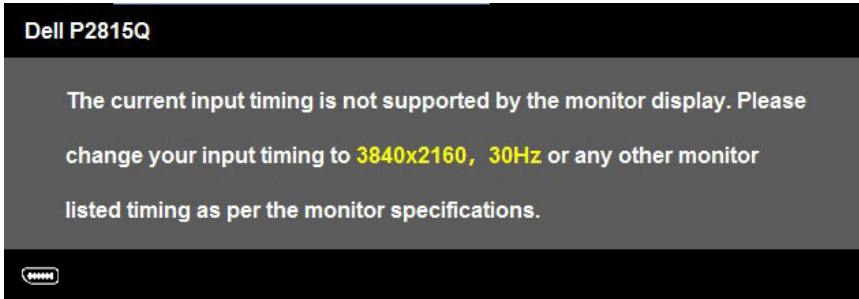 Dell P2815Q
The current input timing is not supported by the monitor display. Please
change your input timing to 3840x2160，30Hz or any other monitor
listed timing as per the monitor specifications.